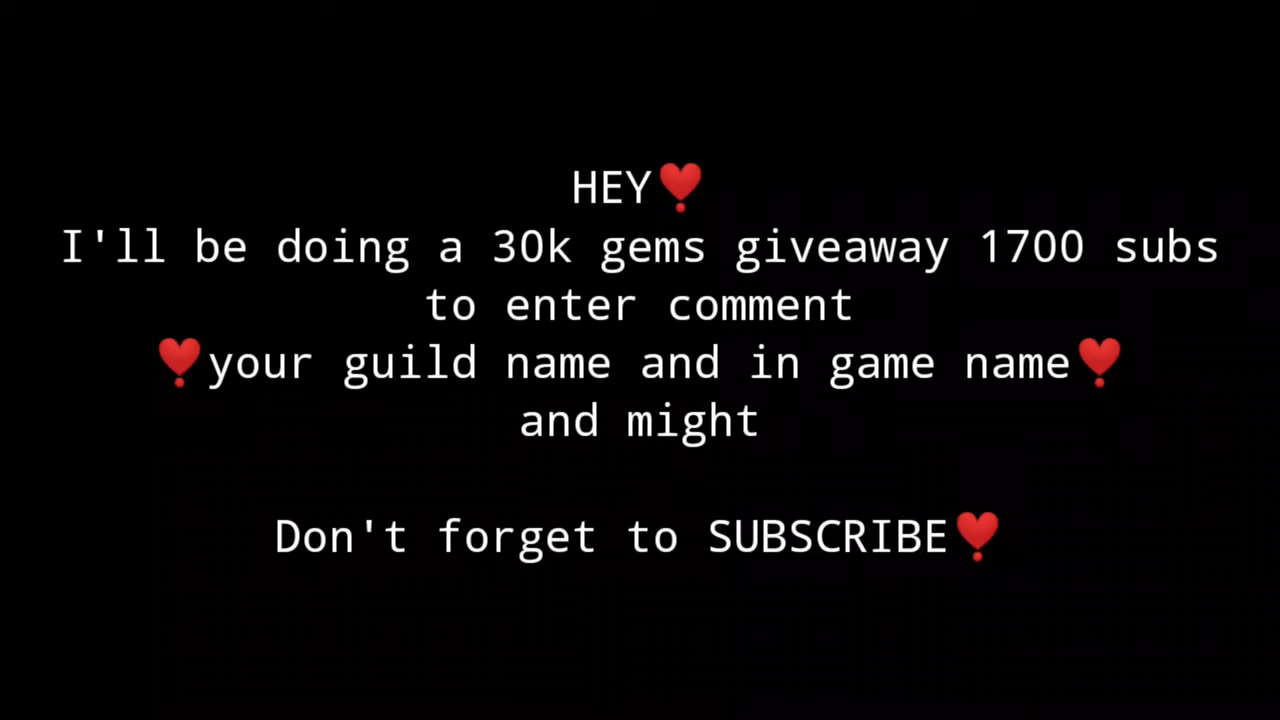 HEY❣️
I'll be doing a 30k gems giveaway 1700 subs
to enter comment
❣️your guild name and in game name❣️
and might
Don't forget to SUBSCRIBE❣️